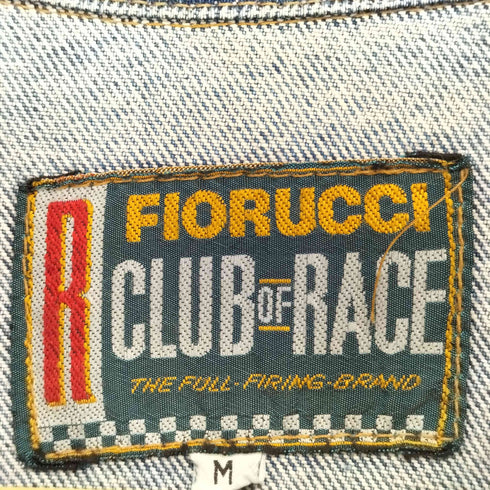 R
FIORUCCI
CLUB OF RACE
THE FULL-FIRING-BRAND
M